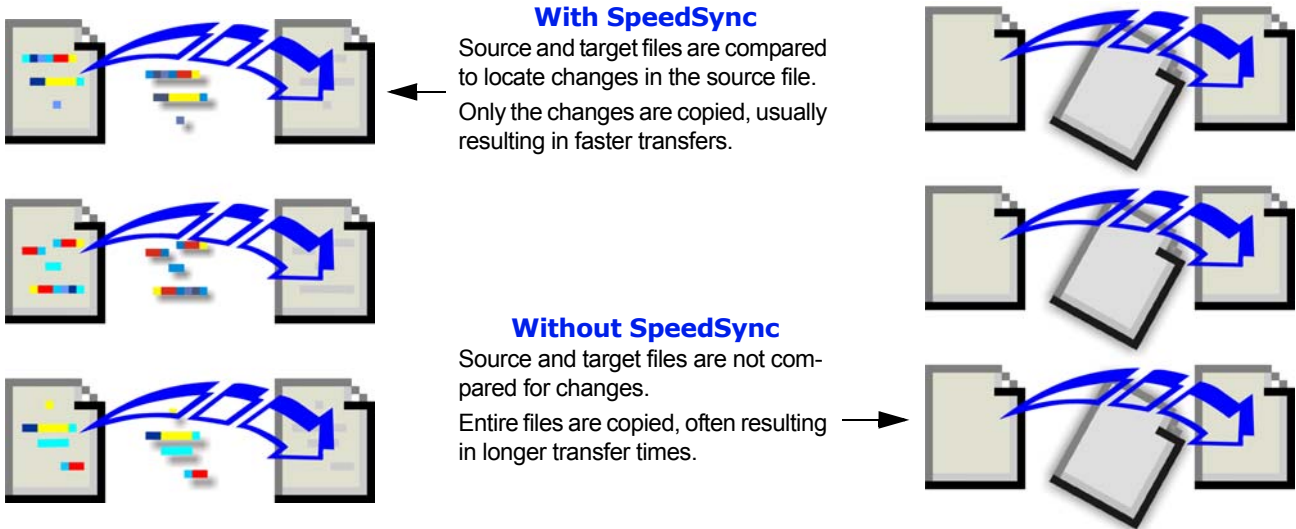 With SpeedSync
Source and target files are compared
to locate changes in the source file.
Only the changes are copied, usually
resulting in faster transfers.
Without SpeedSync
Source and target files are not com-
pared for changes.
Entire files are copied, often resulting
in longer transfer times.